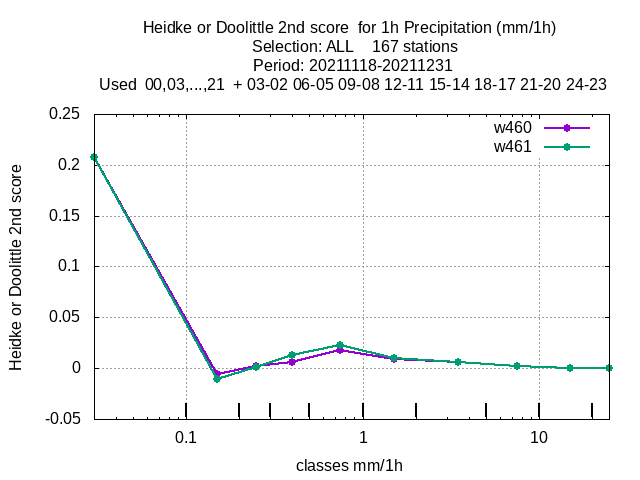 Heidke or Doolittle 2nd score  for 1h Precipitation (mm/1h)
Selection: ALL    167 stations
Period: 20211118-20211231
Used  00,03,...,21  + 03-02 06-05 09-08 12-11 15-14 18-17 21-20 24-23
w460
w461
0.25
0.2
0.15
0.1
0.05
0
-0.05
Heidke or Doolittle 2nd score
0.1
1
10
classes mm/1h